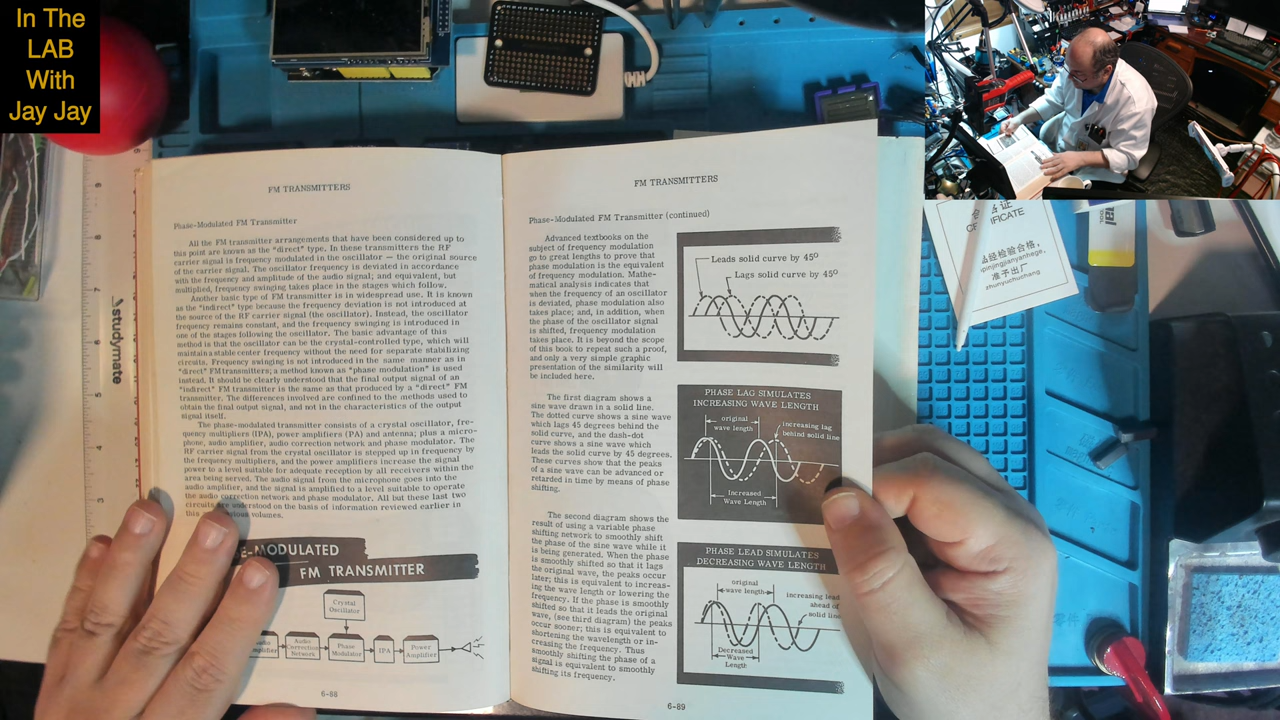 In The
LAB
With
Jay Jay
studymate
FM TRANSMITTERS
Phase-Modulated FM Transmitter
All the FM transmitter arrangements that have been considered up to
this point are known as the "direct" type. In these transmitters the RF
carrier signal is frequency modulated in the oscillator — the original source
of the carrier signal. The oscillator frequency is deviated in accordance
with the frequency and amplitude of the audio signal; and equivalent, but
multiplied, frequency swinging takes place in the stages which follow.
Another basic type of FM transmitter is in widespread use. It is known
as the "indirect" type because the frequency deviation is not introduced at
the source of the RF carrier signal (the oscillator). Instead, the oscillator
frequency remains constant, and the frequency swinging is introduced in
one of the stages following the oscillator. The basic advantage of this
method is that the oscillator can be the crystal-controlled type, which will
maintain a stable center frequency without the need for separate stabilizing
circuits. Frequency swinging is not introduced in the same manner as in
"direct" FM transmitters; a method known as "phase modulation" is used
instead. It should be clearly understood that the final output signal of an
"indirect" FM transmitter is the same as that produced by a "direct" FM
transmitter. The differences involved are confined to the methods used to
obtain the final output signal, and not in the characteristics of the output
signal itself.
The phase-modulated transmitter consists of a crystal oscillator, fre-
quency multipliers (IPA), power amplifiers (PA) and antenna; plus a micro-
phone, audio amplifier, audio correction network and phase modulator. The
RF carrier signal from the crystal oscillator is stepped up in frequency by
the frequency multipliers, and the power amplifiers increase the signal
power to a level suitable for adequate reception by all receivers within the
area being served. The audio signal from the microphone goes into the
audio amplifier, and the signal is amplified to a level suitable to operate
the audio correction network and phase modulator. All but these last two
circuits are understood on the basis of information reviewed earlier in
this volumes.
E-MODULATED
FM TRANSMITTER
Crystal
Oscillator
Audio
Correction
Network
Phase
Modulator
IPA
Power
Amplifier
6-88
FM TRANSMITTERS
Phase-Modulated FM Transmitter (continued)
Advanced textbooks on the
subject of frequency modulation
go to great lengths to prove that
phase modulation is the equivalent
of frequency modulation. Mathe-
matical analysis indicates that
when the frequency of an oscillator
is deviated, phase modulation also
takes place; and, in addition, when
the phase of the oscillator signal
is shifted, frequency modulation
takes place. It is beyond the scope
of this book to repeat such a proof,
and only a very simple graphic
presentation of the similarity will
be included here.
The first diagram shows a
sine wave drawn in a solid line.
The dotted curve shows a sine wave
which lags 45 degrees behind the
solid curve, and the dash-dot
curve shows a sine wave which
leads the solid curve by 45 degrees.
These curves show that the peaks
of a sine wave can be advanced or
retarded in time by means of phase
shifting.
The second diagram shows the
result of using a variable phase
shifting network to smoothly shift
the phase of the sine wave while it
is being generated. When the phase
is smoothly shifted so that it lags
the original wave, the peaks occur
later; this is equivalent to increas-
ing the wave length or lowering the
frequency. If the phase is smoothly
shifted so that it leads the original
wave, (see third diagram) the peaks
occur sooner; this is equivalent to
shortening the wavelength or in-
creasing the frequency. Thus
smoothly shifting the phase of a
signal is equivalent to smoothly
shifting its frequency.
Leads solid curve by 45°
Lags solid curve by 45°
PHASE LAG SIMULATES
INCREASING WAVE LENGTH
original
wave length
increasing lag
behind solid line
Increased
Wave Length
PHASE LEAD SIMULATES
DECREASING WAVE LENGTH
original
wave length
increasing lead
ahead of
solid line
Decreased
Wave
Length
6-89
证
经检验合格,
准予出厂
zhunyuchuchang